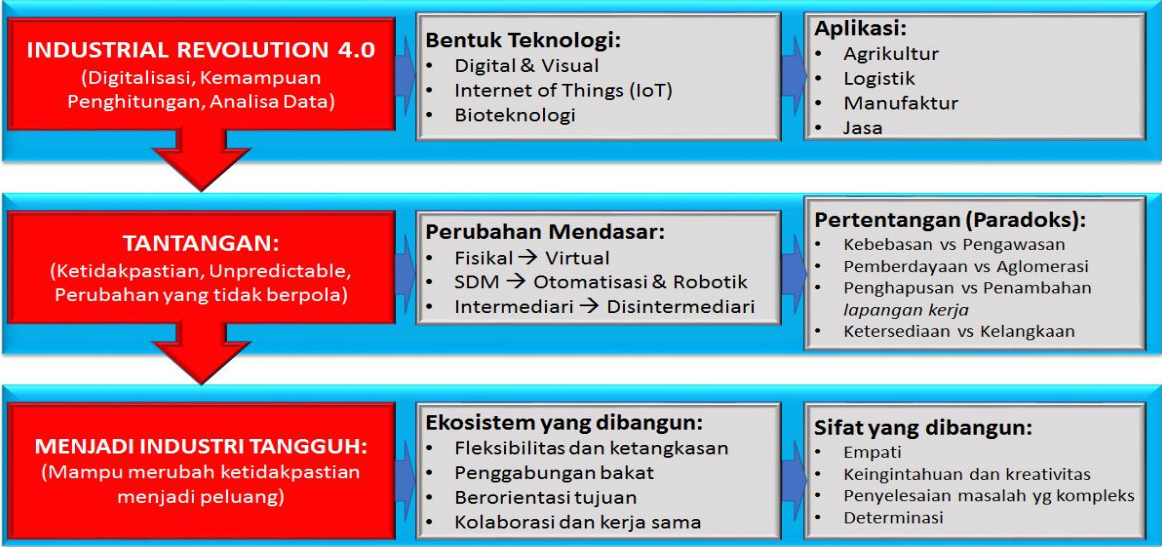 INDUSTRIAL REVOLUTION 4.0
(Digitalisasi, Kemampuan
Penghitungan, Analisa Data)
Bentuk Teknologi:
• Digital & Visual
• Internet of Things (IoT)
• Bioteknologi
Aplikasi:
• Agrikultur
• Logistik
• Manufaktur
• Jasa
TANTANGAN:
(Ketidakpastian, Unpredictable,
Perubahan yang tidak berpola)
Perubahan Mendasar:
• Fisikal → Virtual
• SDM → Otomatisasi & Robotik
• Intermediari → Disintermediari
Pertentangan (Paradoks):
• Kebebasan vs Pengawasan
• Pemberdayaan vs Aglomerasi
• Penghapusan vs Penambahan
lapangan kerja
• Ketersediaan vs Kelangkaan
MENJADI INDUSTRI TANGGUH:
(Mampu merubah ketidakpastian
menjadi peluang)
Ekosistem yang dibangun:
• Fleksibilitas dan ketangkasan
• Penggabungan bakat
• Berorientasi tujuan
• Kolaborasi dan kerja sama
Sifat yang dibangun:
• Empati
• Keingintahuan dan kreativitas
• Penyelesaian masalah yg kompleks
• Determinasi